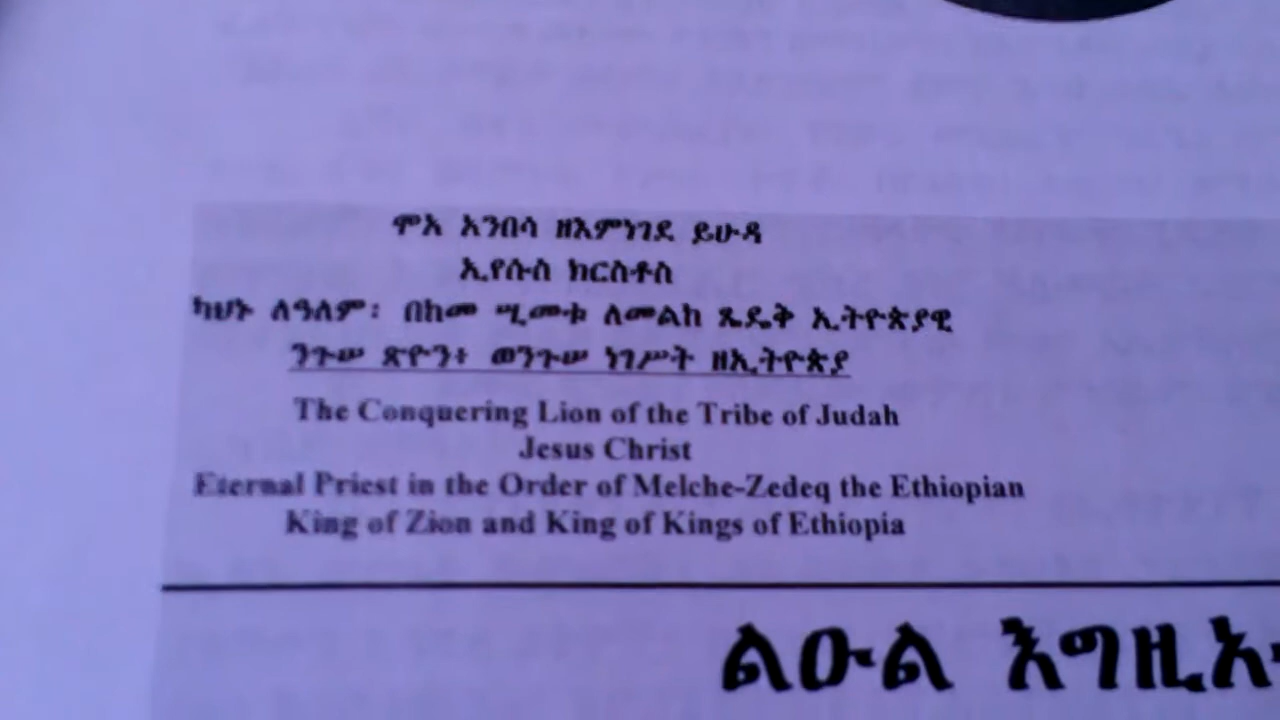 ሞአ አንበሳ ዘእምነገደ ይሁዳ
ኢየሱስ ክርስቶስ
ካህኑ ለዓለም፡ በከመ ሢመቱ ለመልከ ጼዴቅ ኢትዮጵያዊ
ንጉሠ ጽዮን፥ ወንጉሠ ነገሥት ዘኢትዮጵያ
The Conquering Lion of the Tribe of Judah
Jesus Christ
Eternal Priest in the Order of Melche-Zedeq the Ethiopian
King of Zion and King of Kings of Ethiopia
ልዑል